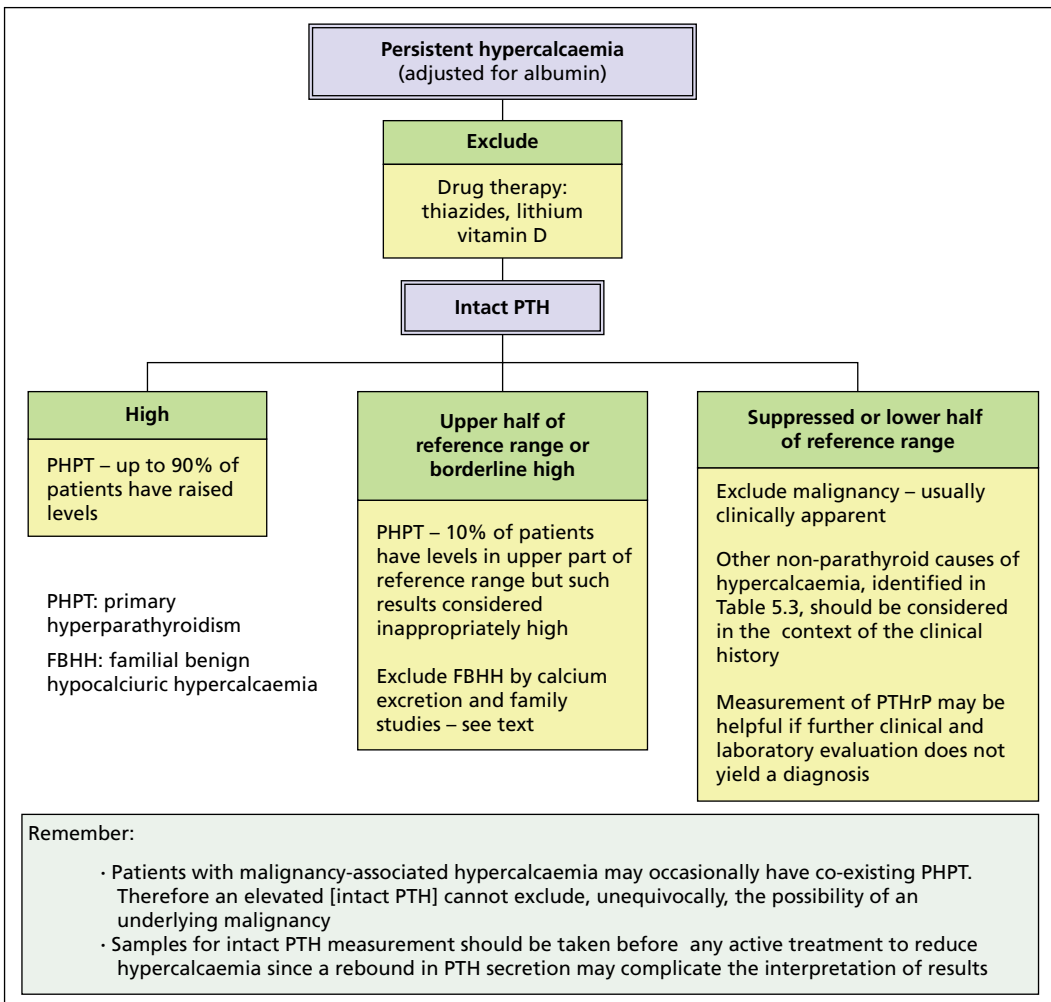 Persistent hypercalcaemia
(adjusted for albumin)
Exclude
Drug therapy:
thiazides, lithium
vitamin D
Intact PTH
High
PHPT – up to 90% of
patients have raised
levels
PHPT: primary
hyperparathyroidism
FBHH: familial benign
hypocalciuric hypercalcaemia
Upper half of
reference range or
borderline high
PHPT – 10% of patients
have levels in upper part of
reference range but such
results considered
inappropriately high
Exclude FBHH by calcium
excretion and family
studies – see text
Suppressed or lower half
of reference range
Exclude malignancy – usually
clinically apparent
Other non-parathyroid causes of
hypercalcaemia, identified in
Table 5.3, should be considered
in the context of the clinical
history
Measurement of PTHrP may be
helpful if further clinical and
laboratory evaluation does not
yield a diagnosis
Remember:
· Patients with malignancy-associated hypercalcaemia may occasionally have co-existing PHPT.
Therefore an elevated [intact PTH] cannot exclude, unequivocally, the possibility of an
underlying malignancy
· Samples for intact PTH measurement should be taken before any active treatment to reduce
hypercalcaemia since a rebound in PTH secretion may complicate the interpretation of results